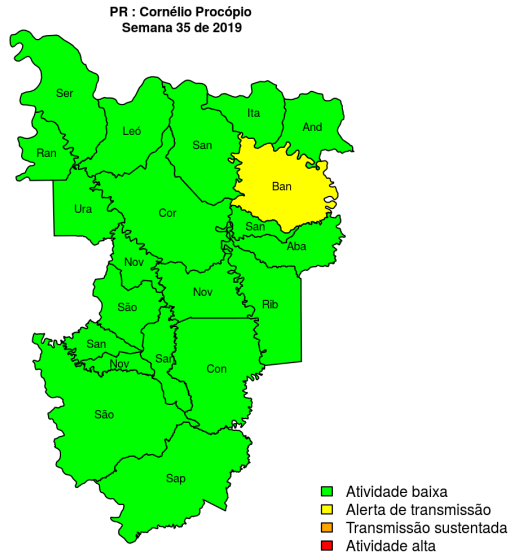 PR : Cornélio Procópio
Semana 35 de 2019
Ser
Ita
And
Leó
San
Ran
Ban
Ura
Cor
San
Aba
Nov
Nov
São
Rib
San
San
Nov
Con
São
Sap
Atividade baixa
Alerta de transmissão
Transmissão sustentada
Atividade alta